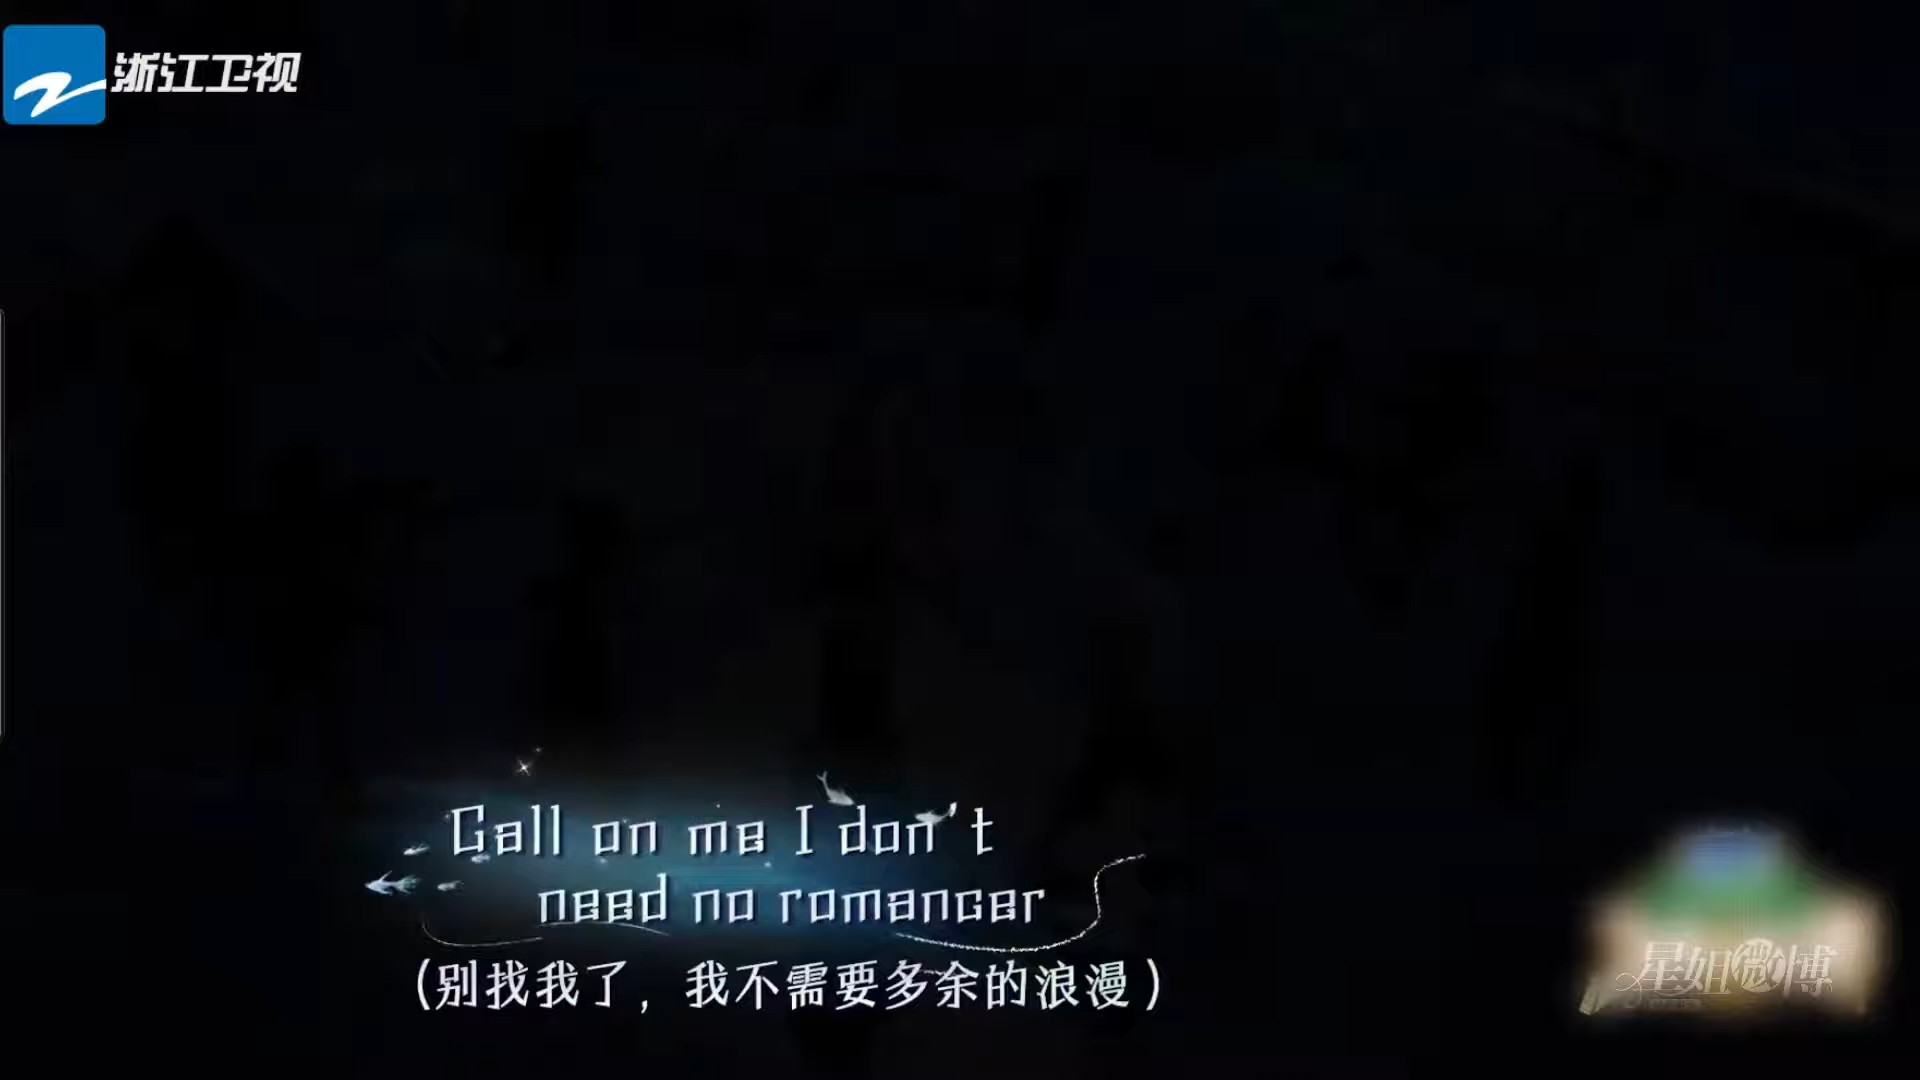 浙江卫视
Call on me I don't
need no romancer
(别找我了，我不需要多余的浪漫)
星姐微博